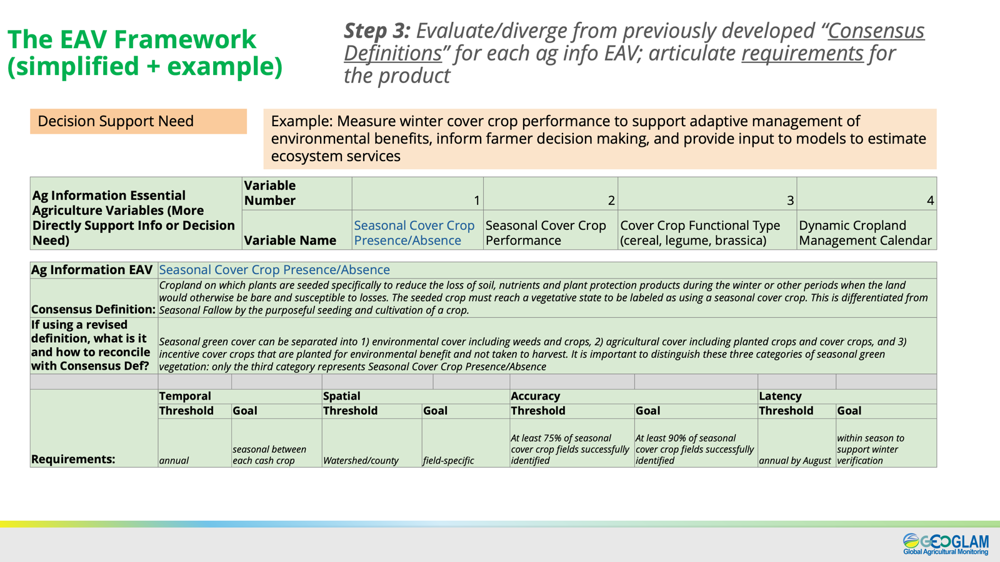 The EAV Framework
(simplified + example)
Step 3: Evaluate/diverge from previously developed “Consensus
Definitions” for each ag info EAV; articulate requirements for
the product
Decision Support Need
Example: Measure winter cover crop performance to support adaptive management of
environmental benefits, inform farmer decision making, and provide input to models to estimate
ecosystem services
Ag Information Essential
Agriculture Variables (More
Directly Support Info or Decision
Need)
Variable
Number
1
2
3
4
Variable Name
Seasonal Cover Crop
Presence/Absence
Seasonal Cover Crop
Performance
Cover Crop Functional Type
(cereal, legume, brassica)
Dynamic Cropland
Management Calendar
Ag Information EAV
Seasonal Cover Crop Presence/Absence
Consensus Definition:
Cropland on which plants are seeded specifically to reduce the loss of soil, nutrients and plant protection products during the winter or other periods when the land
would otherwise be bare and susceptible to losses. The seeded crop must reach a vegetative state to be labeled as using a seasonal cover crop. This is differentiated from
Seasonal Fallow by the purposeful seeding and cultivation of a crop.
If using a revised
definition, what is it
and how to reconcile
with Consensus Def?
Seasonal green cover can be separated into 1) environmental cover including weeds and crops, 2) agricultural cover including planted crops and cover crops, and 3)
incentive cover crops that are planted for environmental benefit and not taken to harvest. It is important to distinguish these three categories of seasonal green
vegetation: only the third category represents Seasonal Cover Crop Presence/Absence
Requirements:
Temporal
Spatial
Accuracy
Latency
Threshold
Goal
Threshold
Goal
Threshold
Goal
Threshold
Goal
annual
seasonal between
each cash crop
Watershed/county
field-specific
At least 75% of seasonal
cover crop fields successfully
identified
At least 90% of seasonal
cover crop fields successfully
identified
annual by August
within season to
support winter
verification
GEOGLAM
Global Agricultural Monitoring